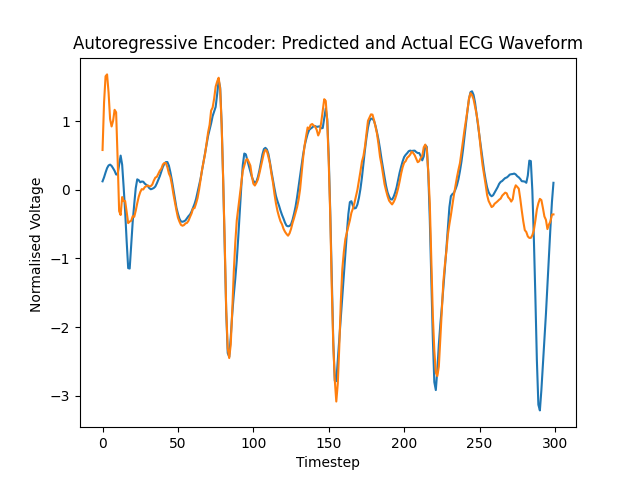 Autoregressive Encoder: Predicted and Actual ECG Waveform
Normalised Voltage
1
0
−1
−2
−3
0 50 100 150 200 250 300
Timestep